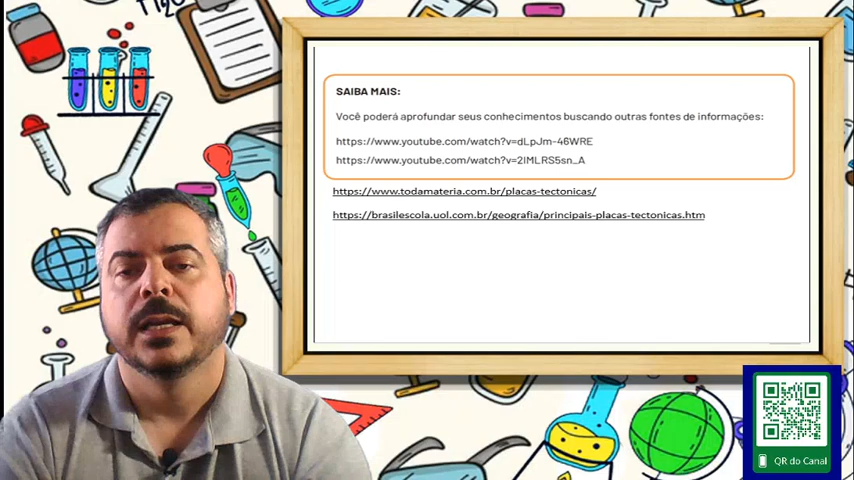 SAIBA MAIS:
Você poderá aprofundar seus conhecimentos buscando outras fontes de informações:
https://www.youtube.com/watch?v=dLpJm-46WRE
https://www.youtube.com/watch?v=2IMLRS5sn_A
https://www.todamateria.com.br/placas-tectonicas/
https://brasilescola.uol.com.br/geografia/principais-placas-tectonicas.htm
QR do Canal